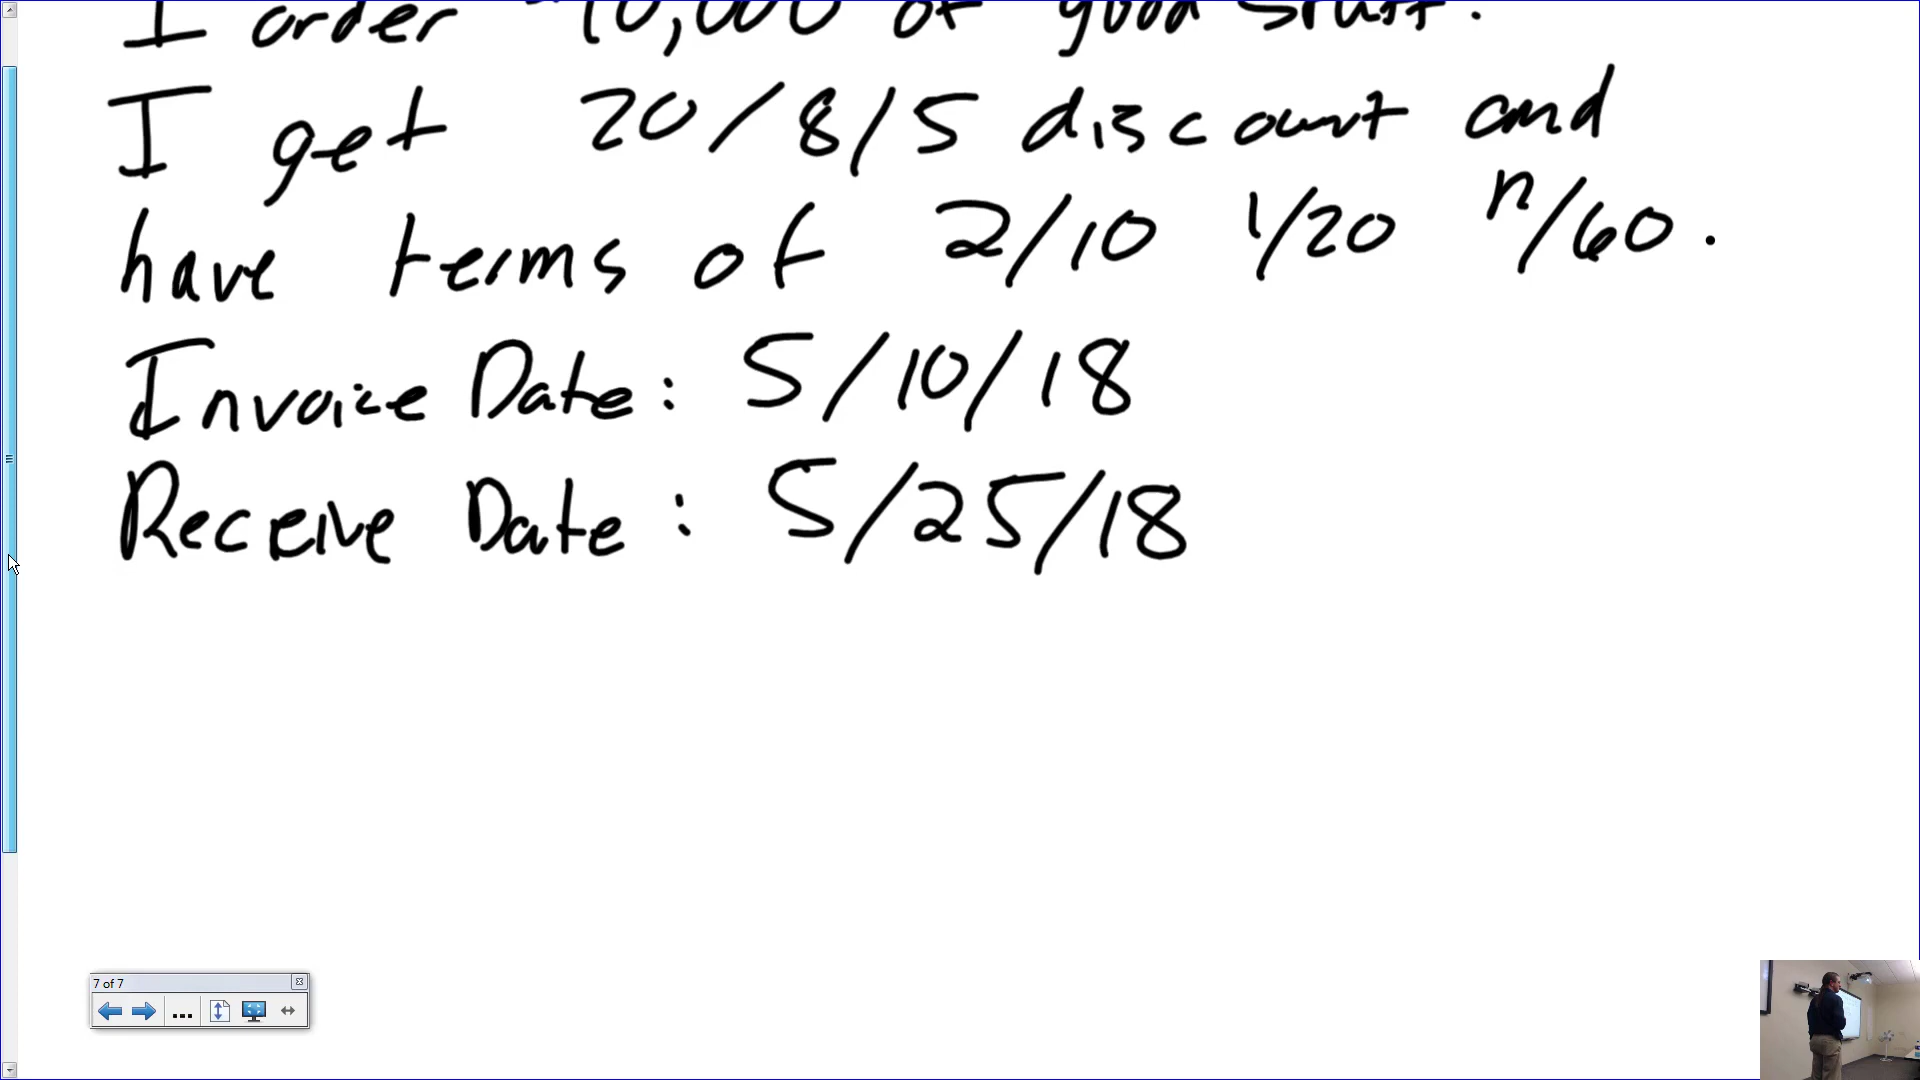 I order 10,000 of good stuff.
I get 20/8/5 discount and
have terms of 2/10 1/20 n/60.
Invoice Date: 5/10/18
Receive Date: 5/25/18
7 of 7